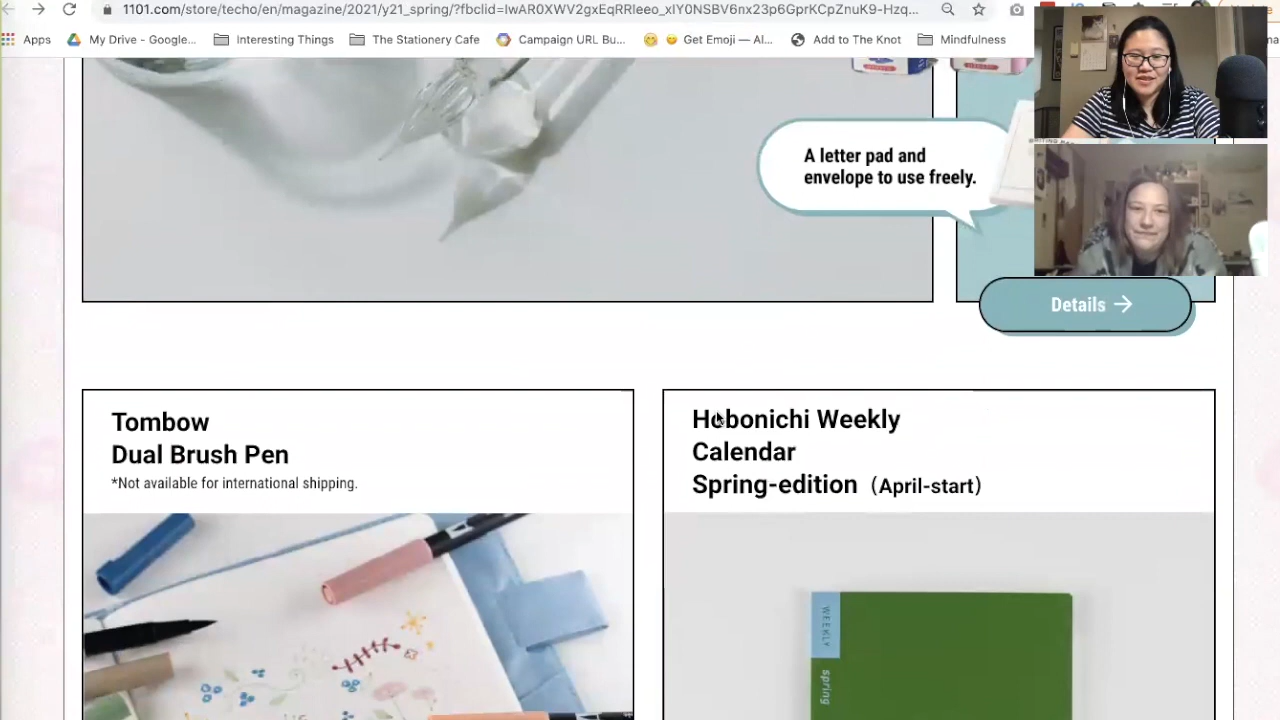 1101.com/store/techo/en/magazine/2021/y21_spring/?fbclid=IwAR0XWV2gxEqRRleeo_xIY0NSBV6nx23p6GprKCpZnuK9-Hzq...
Apps
My Drive - Google...
Interesting Things
The Stationery Cafe
Campaign URL Bu...
Get Emoji — Al...
Add to The Knot
Mindfulness
A letter pad and
envelope to use freely.
Details →
Tombow
Dual Brush Pen
*Not available for international shipping.
Hobonichi Weekly
Calendar
Spring-edition (April-start)
WEEKLY
spring